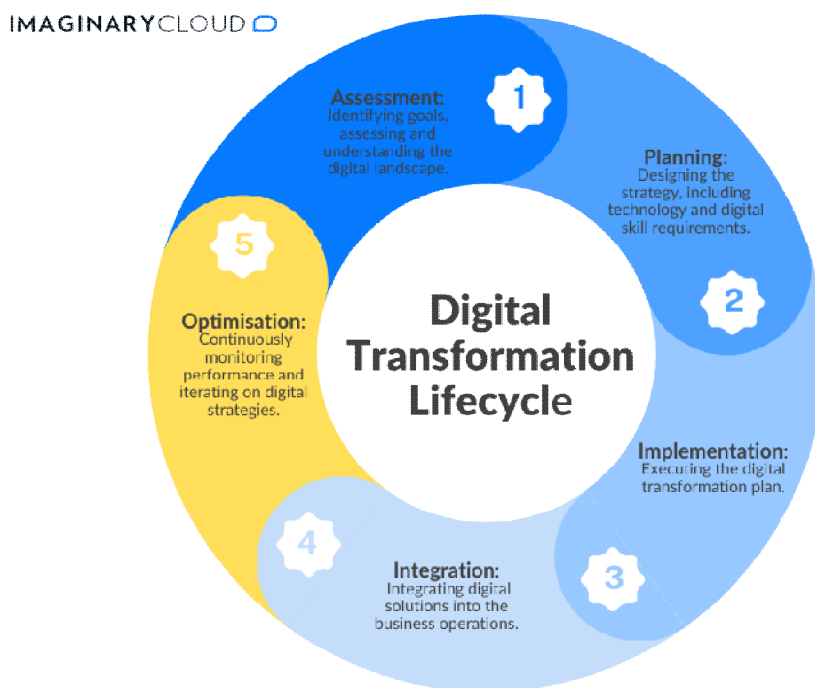 IMAGINARYCLOUD
1
Assessment:
Identifying goals,
assessing and
understanding the
digital landscape.
Planning:
Designing the
strategy, including
technology and digital
skill requirements.
2
Implementation:
Executing the digital
transformation plan.
3
Integration:
Integrating digital
solutions into the
business operations.
4
5
Optimisation:
Continuously
monitoring
performance and
iterating on digital
strategies.
Digital
Transformation
Lifecycle